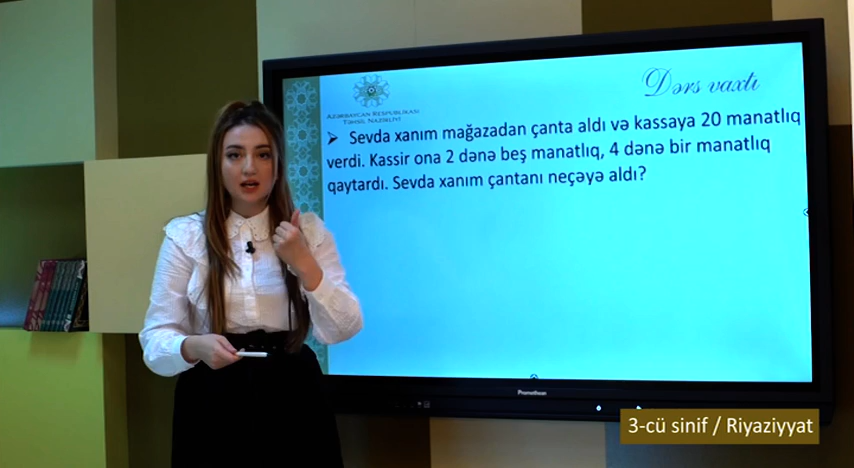 Dərs vaxtı
AZƏRBAYCAN RESPUBLİKASI
TƏHSİL NAZİRLİYİ
➢ Sevda xanım mağazadan çanta aldı və kassaya 20 manatlıq
verdi. Kassir ona 2 dənə beş manatlıq, 4 dənə bir manatlıq
qaytardı. Sevda xanım çantanı neçəyə aldı?
Promethean
3-cü sinif / Riyaziyyat